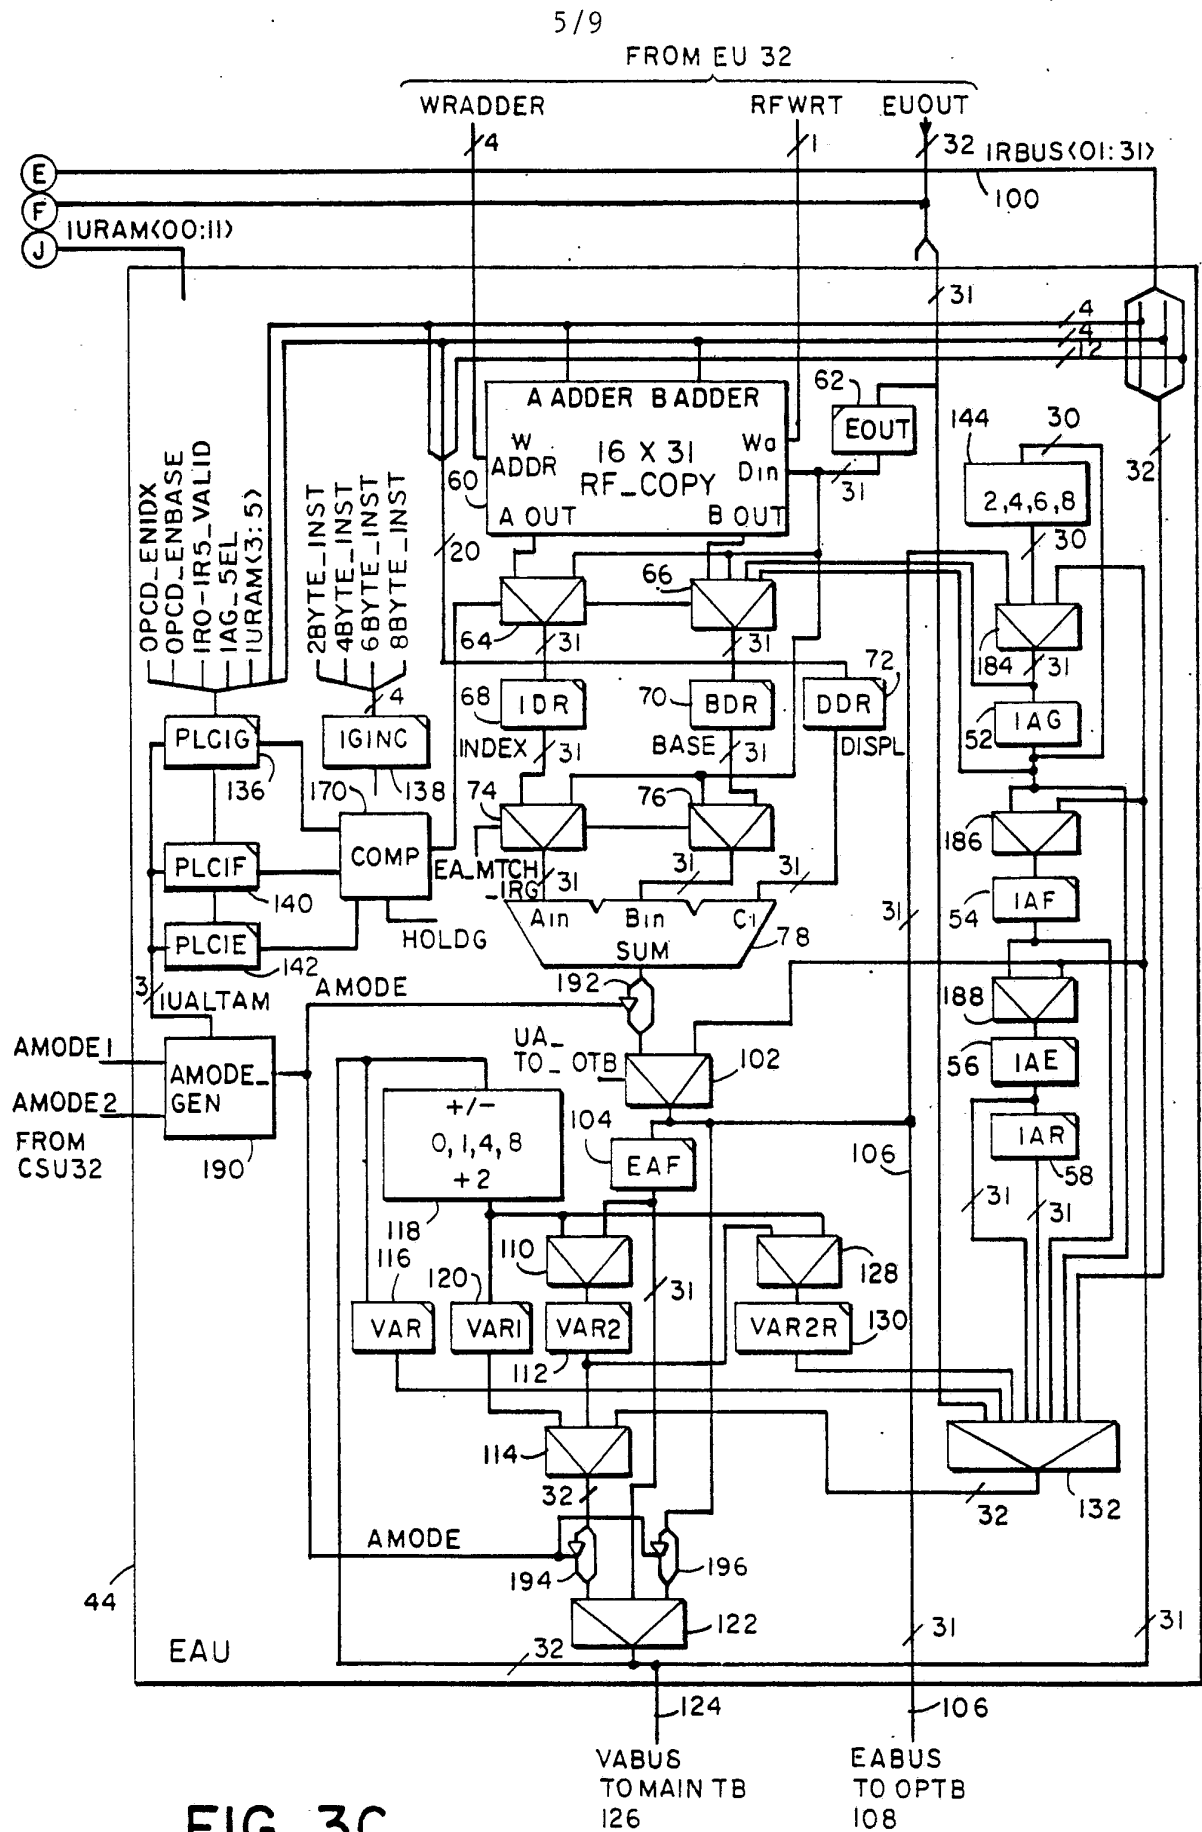 5/9
FROM EU 32
WRADDER
RFWRT
EUOUT
4
1
32
IRBUS<01:31>
E
100
F
IURAM<00:11>
J
31
4
4
12
62
A ADDER B ADDER
EOUT
W ADDR
16 X 31
RF_COPY
Wa
Din
31
60
A OUT
B OUT
144
30
2,4,6,8
32
30
OPCD_ENIDX
OPCD_ENBASE
IR0-IR5_VALID
IAG_SEL
IURAM<3:5>
2BYTE_INST
4BYTE_INST
6BYTE_INST
8BYTE_INST
20
66
64
31
31
184
31
72
68
IDR
70
BDR
DDR
52
IAG
4
PLCIG
IGINC
INDEX
31
BASE
31
DISPL
136
138
170
74
76
186
COMP
EA_MTCH
_IRG
31
31
31
PLCIF
140
54
IAF
Ain
Bin
Ci
31
HOLDG
SUM
78
PLCIE
142
188
3
IUALTAM
192
AMODE
AMODE1
UA_
TO_OTB
102
56
IAE
AMODE_
GEN
AMODE2
+/-
0,1,4,8
+2
104
EAF
106
IAR
58
FROM
CSU32
190
31
31
118
116
110
128
120
31
VAR
VAR1
VAR2
VAR2R
130
112
114
32
32
132
AMODE
194
196
44
122
EAU
32
31
31
124
106
VABUS
TO MAIN TB
126
EABUS
TO OPTB
108
FIG. 3C